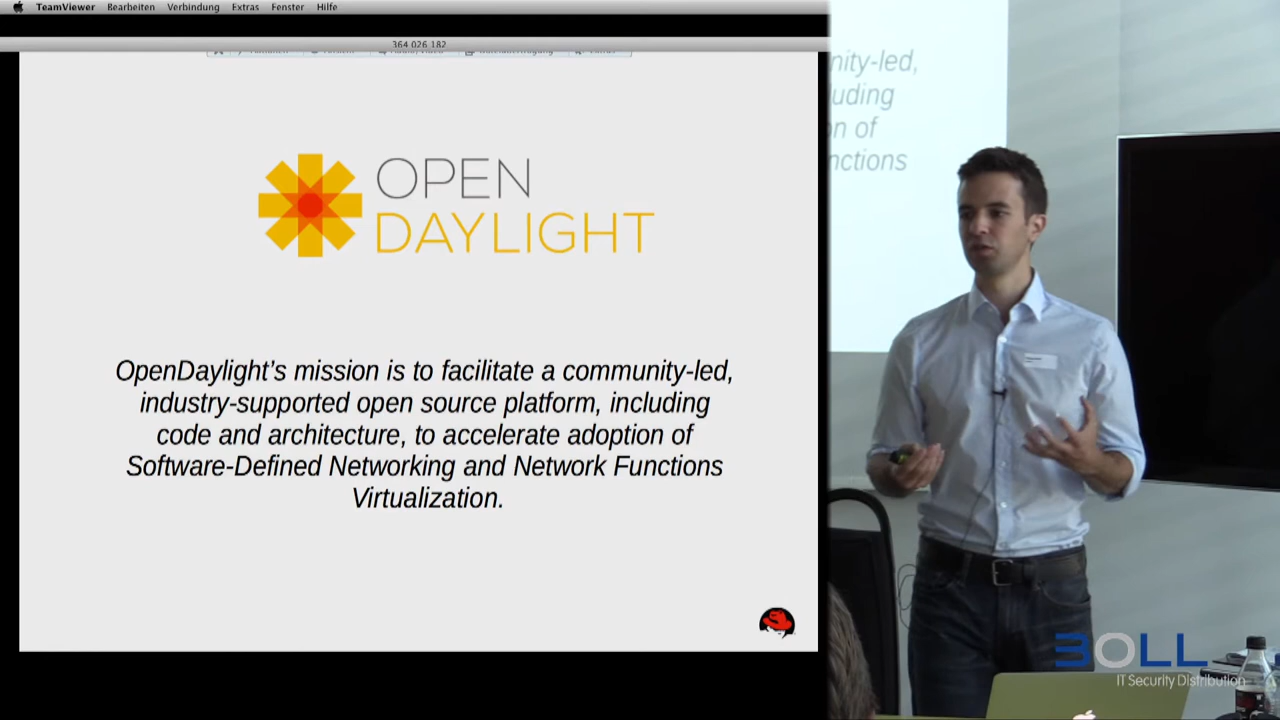 TeamViewer Bearbeiten Verbindung Extras Fenster Hilfe
364 026 182
OPEN
DAYLIGHT
OpenDaylight's mission is to facilitate a community-led,
industry-supported open source platform, including
code and architecture, to accelerate adoption of
Software-Defined Networking and Network Functions
Virtualization.
nity-led,
uding
n of
nctions
BOLL
IT Security Distribution